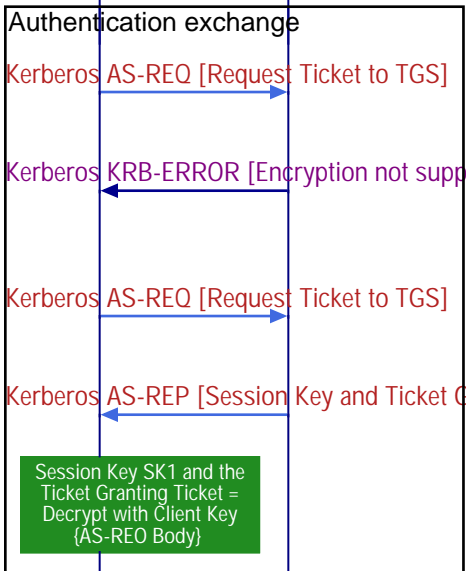 Authentication exchange
Kerberos AS-REQ [Request Ticket to TGS]
Kerberos KRB-ERROR [Encryption not supp
Kerberos AS-REQ [Request Ticket to TGS]
Kerberos AS-REP [Session Key and Ticket G
Session Key SK1 and the
Ticket Granting Ticket =
Decrypt with Client Key
{AS-REO Body}